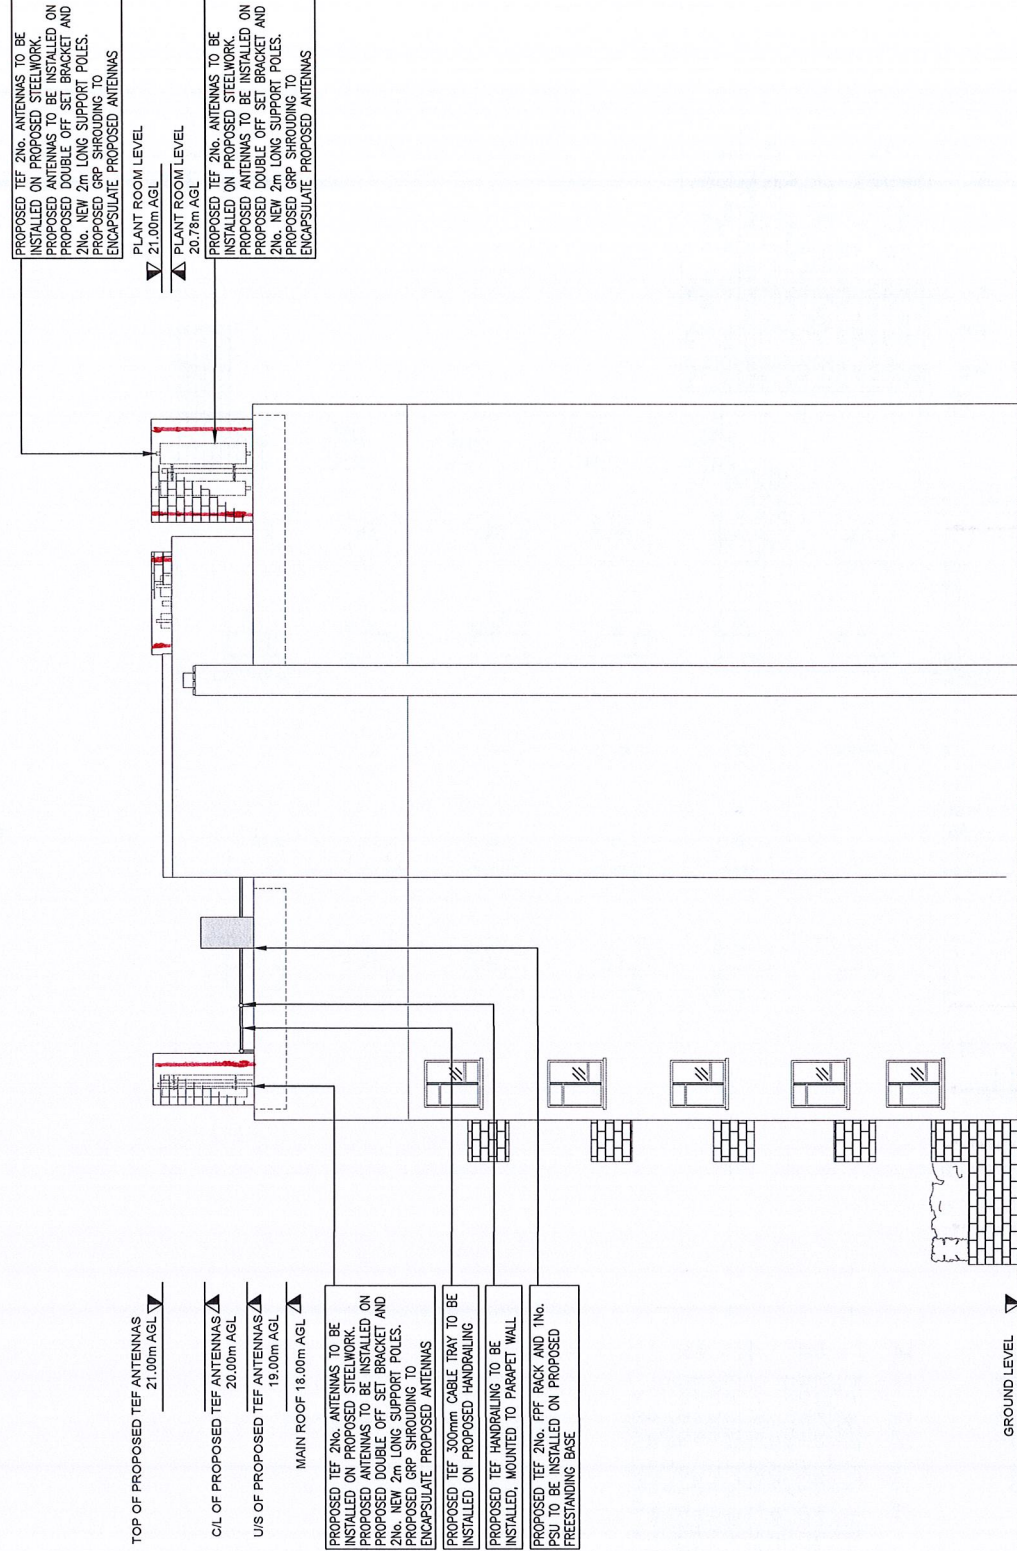 TOP OF PROPOSED TEF ANTENNAS
21.00m AGL
C/L OF PROPOSED TEF ANTENNAS
20.00m AGL
U/S OF PROPOSED TEF ANTENNAS
19.00m AGL
MAIN ROOF 18.00m AGL
PROPOSED TEF 2No. ANTENNAS TO BE
INSTALLED ON PROPOSED STEELWORK.
PROPOSED ANTENNAS TO BE INSTALLED ON
PROPOSED DOUBLE OFF SET BRACKET AND
2No. NEW 2m LONG SUPPORT POLES.
PROPOSED GRP SHROUDING TO
ENCAPSULATE PROPOSED ANTENNAS
PROPOSED TEF 300mm CABLE TRAY TO BE
INSTALLED ON PROPOSED HANDRAILING
PROPOSED TEF HANDRAILING TO BE
INSTALLED, MOUNTED TO PARAPET WALL
PROPOSED TEF 2No. FPF RACK AND 1No.
PSU TO BE INSTALLED ON PROPOSED
FREESTANDING BASE
GROUND LEVEL
PROPOSED TEF 2No. ANTENNAS TO BE
INSTALLED ON PROPOSED STEELWORK.
PROPOSED ANTENNAS TO BE INSTALLED ON
PROPOSED DOUBLE OFF SET BRACKET AND
2No. NEW 2m LONG SUPPORT POLES.
PROPOSED GRP SHROUDING TO
ENCAPSULATE PROPOSED ANTENNAS
PLANT ROOM LEVEL
21.00m AGL
PLANT ROOM LEVEL
20.78m AGL
PROPOSED TEF 2No. ANTENNAS TO BE
INSTALLED ON PROPOSED STEELWORK.
PROPOSED ANTENNAS TO BE INSTALLED ON
PROPOSED DOUBLE OFF SET BRACKET AND
2No. NEW 2m LONG SUPPORT POLES.
PROPOSED GRP SHROUDING TO
ENCAPSULATE PROPOSED ANTENNAS